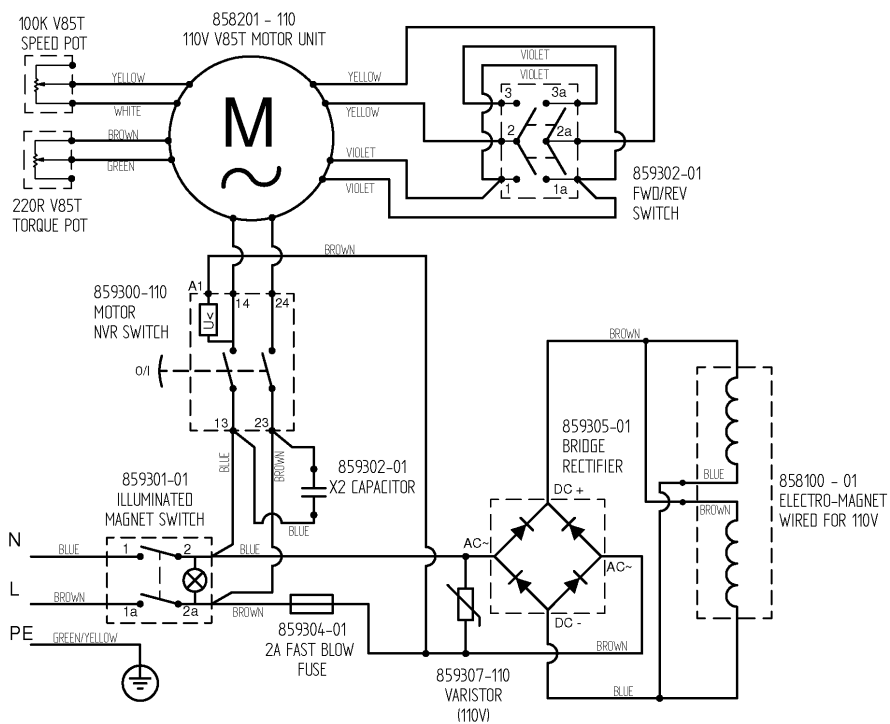 100K V85T
SPEED POT
858201 - 110
110V V85T MOTOR UNIT
YELLOW
WHITE
BROWN
GREEN
220R V85T
TORQUE POT
M
YELLOW
YELLOW
VIOLET
VIOLET
VIOLET
VIOLET
3
3a
2
2a
1
1a
859302-01
FWD/REV
SWITCH
BROWN
859300-110
MOTOR
NVR SWITCH
A1
14
24
U<
O/I
13
23
BLUE
BROWN
859302-01
X2 CAPACITOR
BLUE
859301-01
ILLUMINATED
MAGNET SWITCH
N
BLUE
1
2
BLUE
L
BROWN
1a
2a
BROWN
PE
GREEN/YELLOW
859304-01
2A FAST BLOW
FUSE
859307-110
VARISTOR
(110V)
859305-01
BRIDGE
RECTIFIER
DC +
AC~
AC~
DC -
BROWN
BROWN
BLUE
BROWN
BLUE
858100 - 01
ELECTRO-MAGNET
WIRED FOR 110V